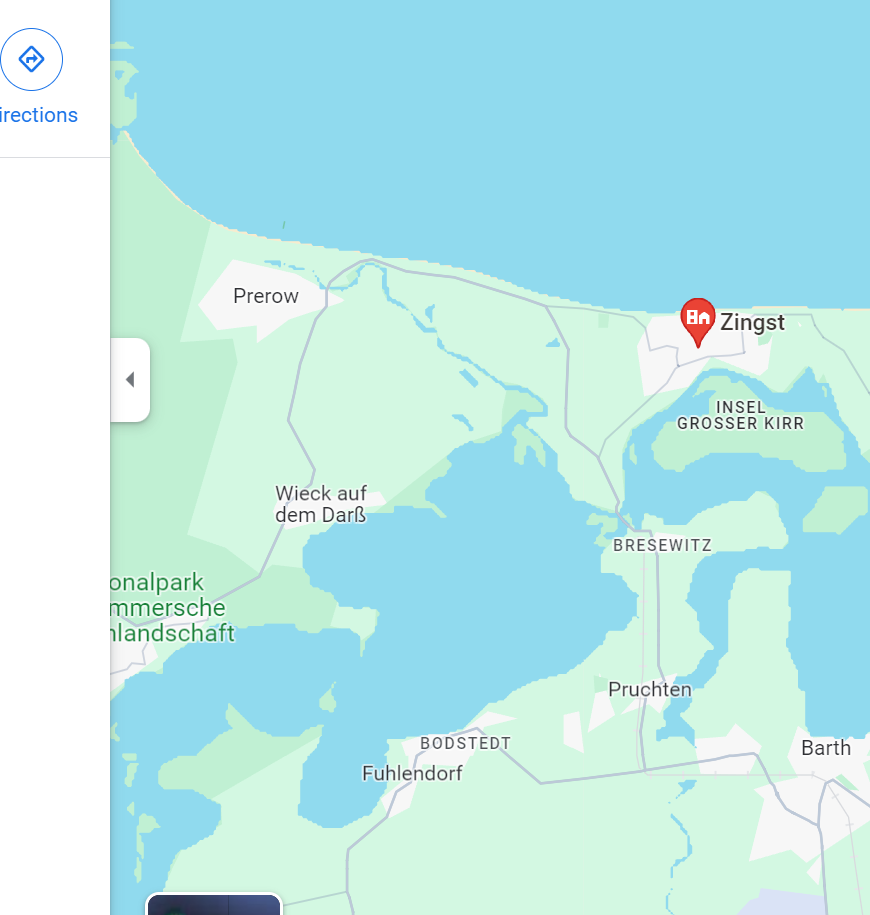 irections
Prerow
Zingst
INSEL
GROSSER KIRR
Wieck auf
dem Darß
BRESEWITZ
onalpark
mmersche
nlandschaft
Pruchten
BODSTEDT
Barth
Fuhlendorf